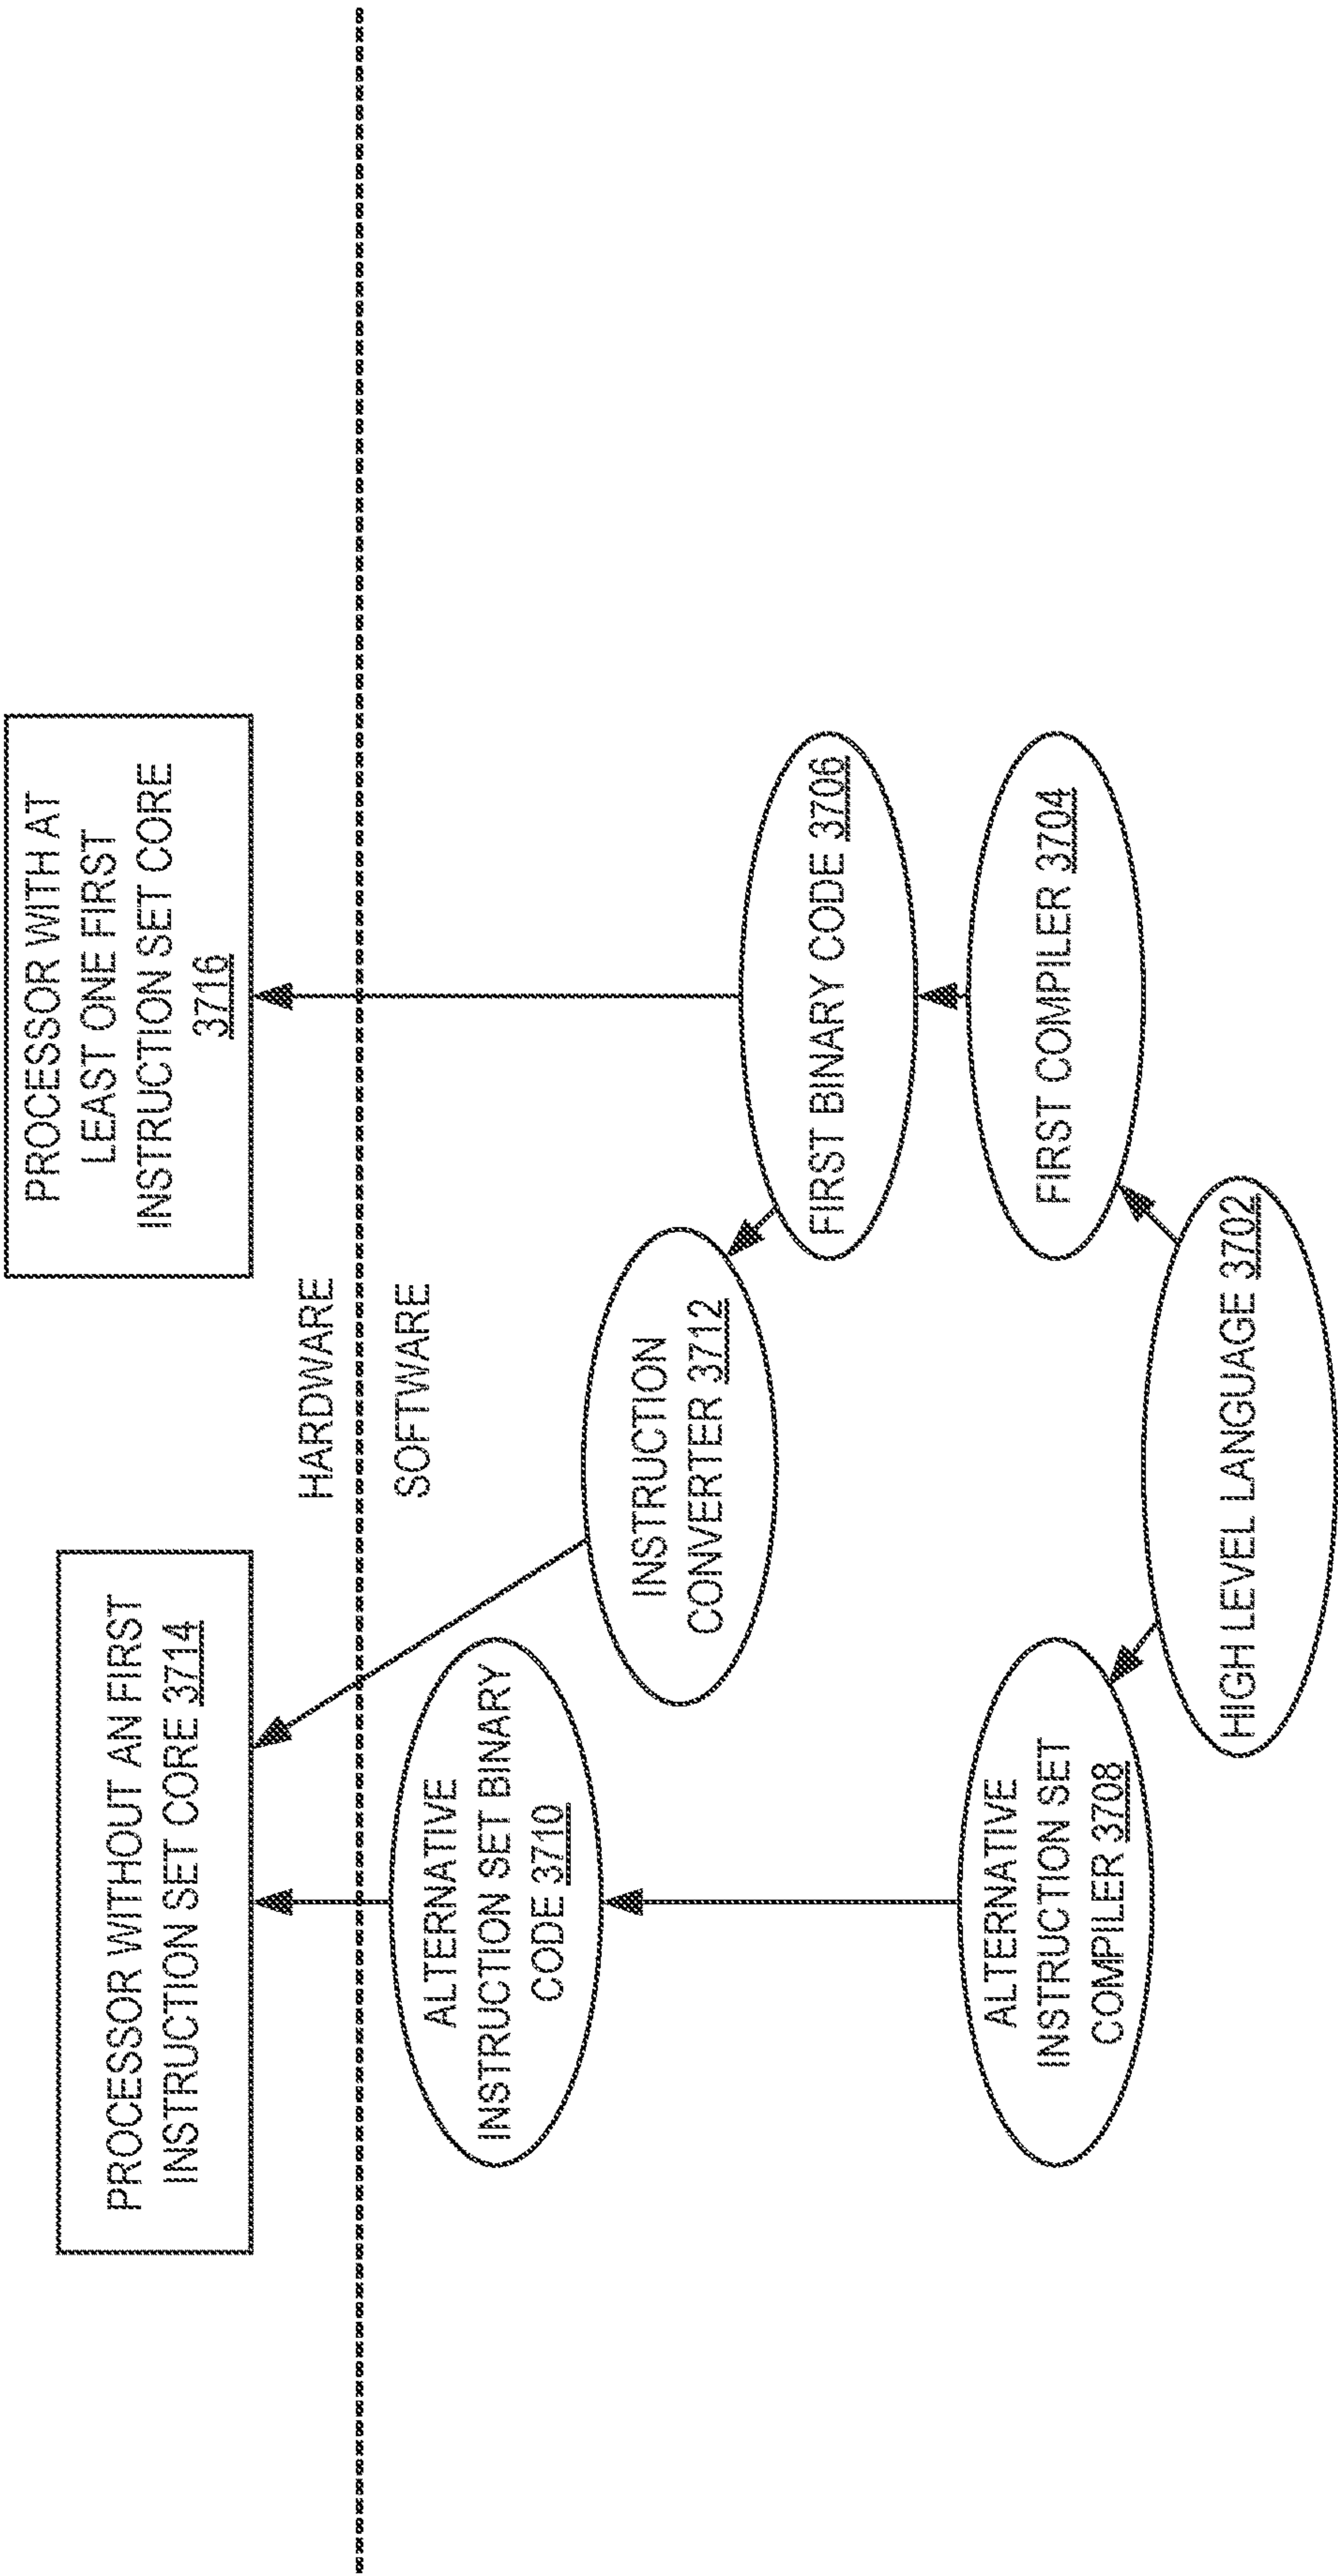 PROCESSOR WITHOUT AN FIRST
INSTRUCTION SET CORE 3714
PROCESSOR WITH AT
LEAST ONE FIRST
INSTRUCTION SET CORE
3716
HARDWARE
SOFTWARE
ALTERNATIVE
INSTRUCTION SET BINARY
CODE 3710
INSTRUCTION
CONVERTER 3712
FIRST BINARY CODE 3706
ALTERNATIVE
INSTRUCTION SET
COMPILER 3708
FIRST COMPILER 3704
HIGH LEVEL LANGUAGE 3702